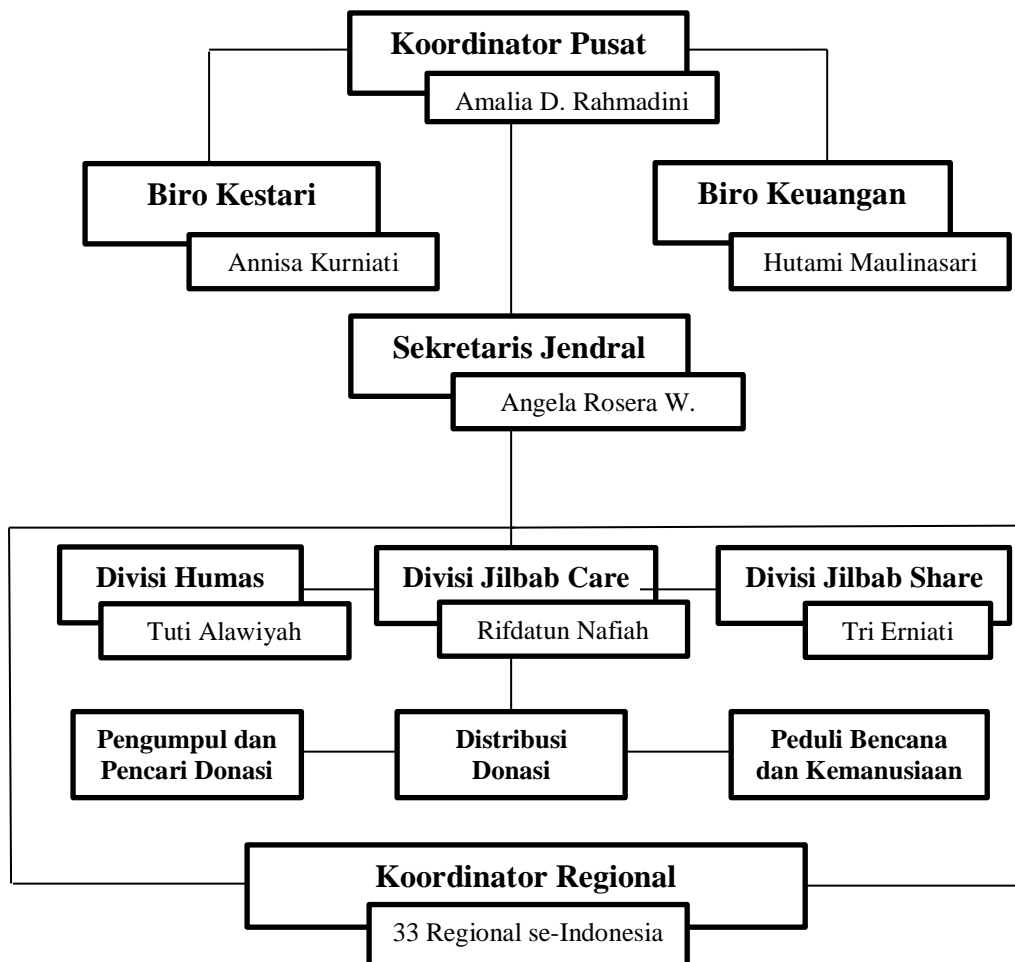 Koordinator Pusat
Amalia D. Rahmadini
Biro Kestari
Annisa Kurniati
Biro Keuangan
Hutami Maulinasari
Sekretaris Jendral
Angela Rosera W.
Divisi Humas
Tuti Alawiyah
Divisi Jilbab Care
Rifdatun Nafiah
Divisi Jilbab Share
Tri Erniati
Pengumpul dan
Pencari Donasi
Distribusi
Donasi
Peduli Bencana
dan Kemanusiaan
Koordinator Regional
33 Regional se-Indonesia